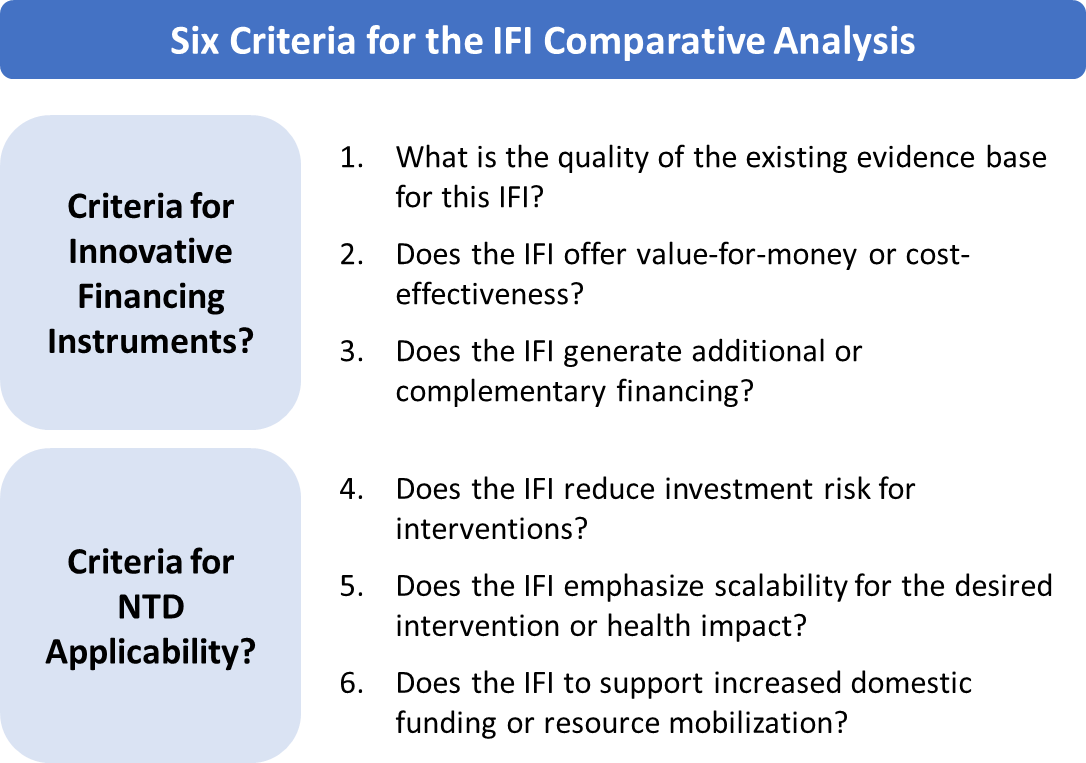 Six Criteria for the IFI Comparative Analysis
Criteria for
Innovative
Financing
Instruments?
1. What is the quality of the existing evidence base
for this IFI?
2. Does the IFI offer value-for-money or cost-
effectiveness?
3. Does the IFI generate additional or
complementary financing?
Criteria for
NTD
Applicability?
4. Does the IFI reduce investment risk for
interventions?
5. Does the IFI emphasize scalability for the desired
intervention or health impact?
6. Does the IFI to support increased domestic
funding or resource mobilization?